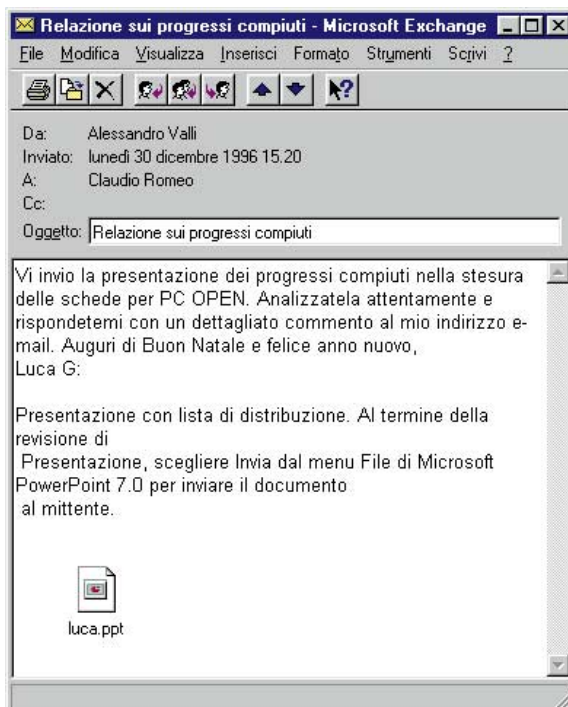 Relazione sui progressi compiuti - Microsoft Exchange
File Modifica Visualizza Inserisci Formato Strumenti Scrivi ?
Da: Alessandro Valli
Inviato: lunedì 30 dicembre 1996 15.20
A: Claudio Romeo
Cc:
Oggetto: Relazione sui progressi compiuti
Vi invio la presentazione dei progressi compiuti nella stesura
delle schede per PC OPEN. Analizzatela attentamente e
rispondetemi con un dettagliato commento al mio indirizzo e-
mail. Auguri di Buon Natale e felice anno nuovo,
Luca G:
Presentazione con lista di distribuzione. Al termine della
revisione di
Presentazione, scegliere Invia dal menu File di Microsoft
PowerPoint 7.0 per inviare il documento
al mittente.
luca.ppt